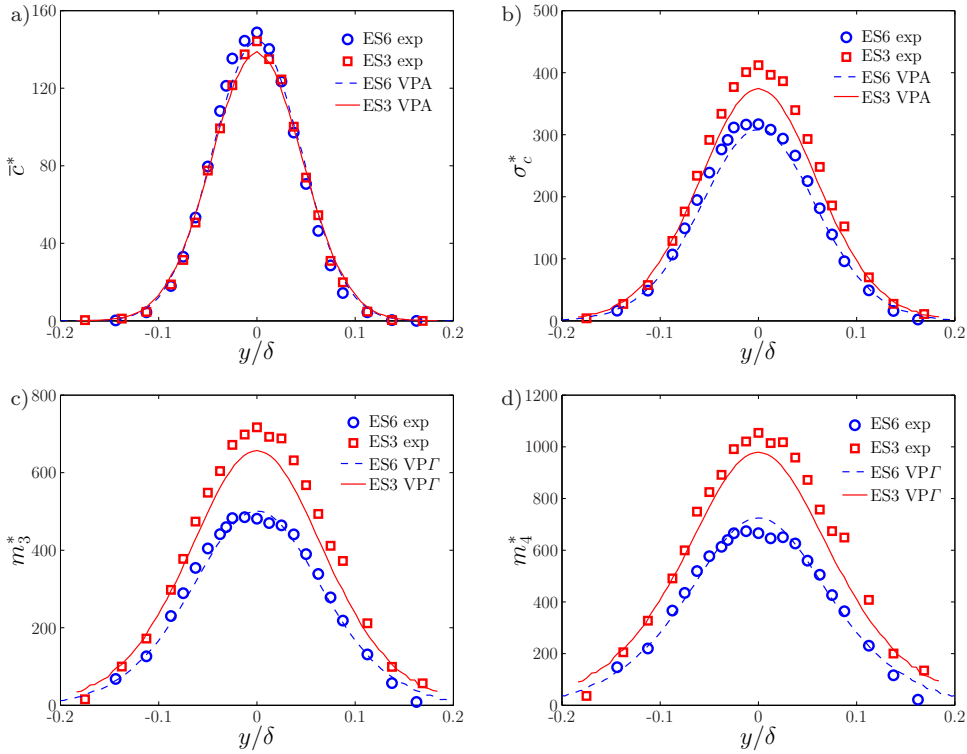 a)
160
120
80
40
0
c̅*
-0.2 -0.1 0 0.1 0.2
y/δ
ES6 exp
ES3 exp
ES6 VPA
ES3 VPA
b)
500
400
300
200
100
0
σ*c
-0.2 -0.1 0 0.1 0.2
y/δ
ES6 exp
ES3 exp
ES6 VPA
ES3 VPA
c)
800
600
400
200
0
m*3
-0.2 -0.1 0 0.1 0.2
y/δ
ES6 exp
ES3 exp
ES6 VPΓ
ES3 VPΓ
d)
1200
1000
800
600
400
200
0
m*4
-0.2 -0.1 0 0.1 0.2
y/δ
ES6 exp
ES3 exp
ES6 VPΓ
ES3 VPΓ